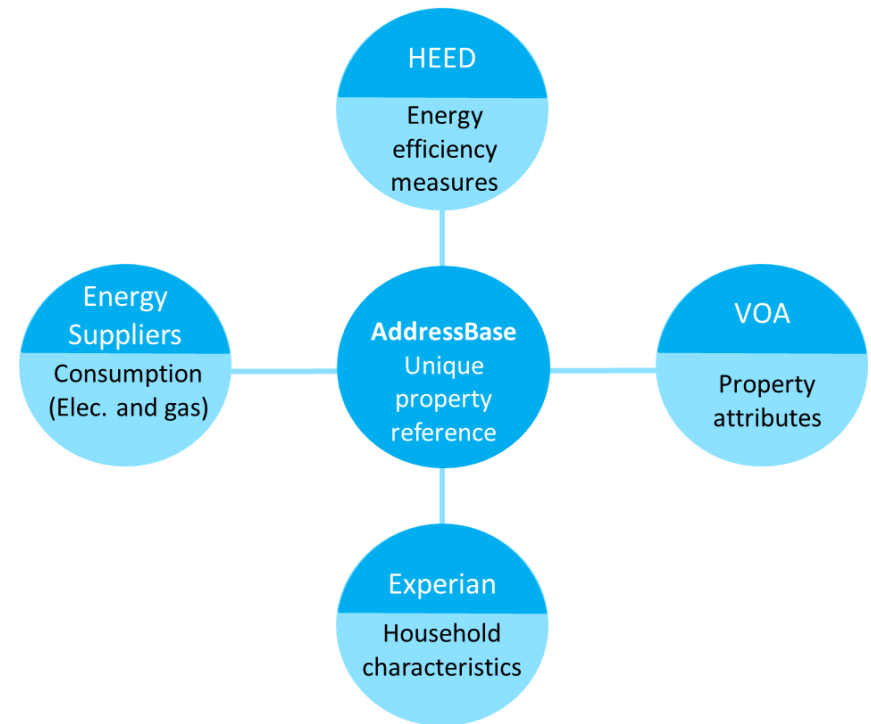 HEED
Energy
efficiency
measures
Energy
Suppliers
Consumption
(Elec. and gas)
AddressBase
Unique
property
reference
VOA
Property
attributes
Experian
Household
characteristics